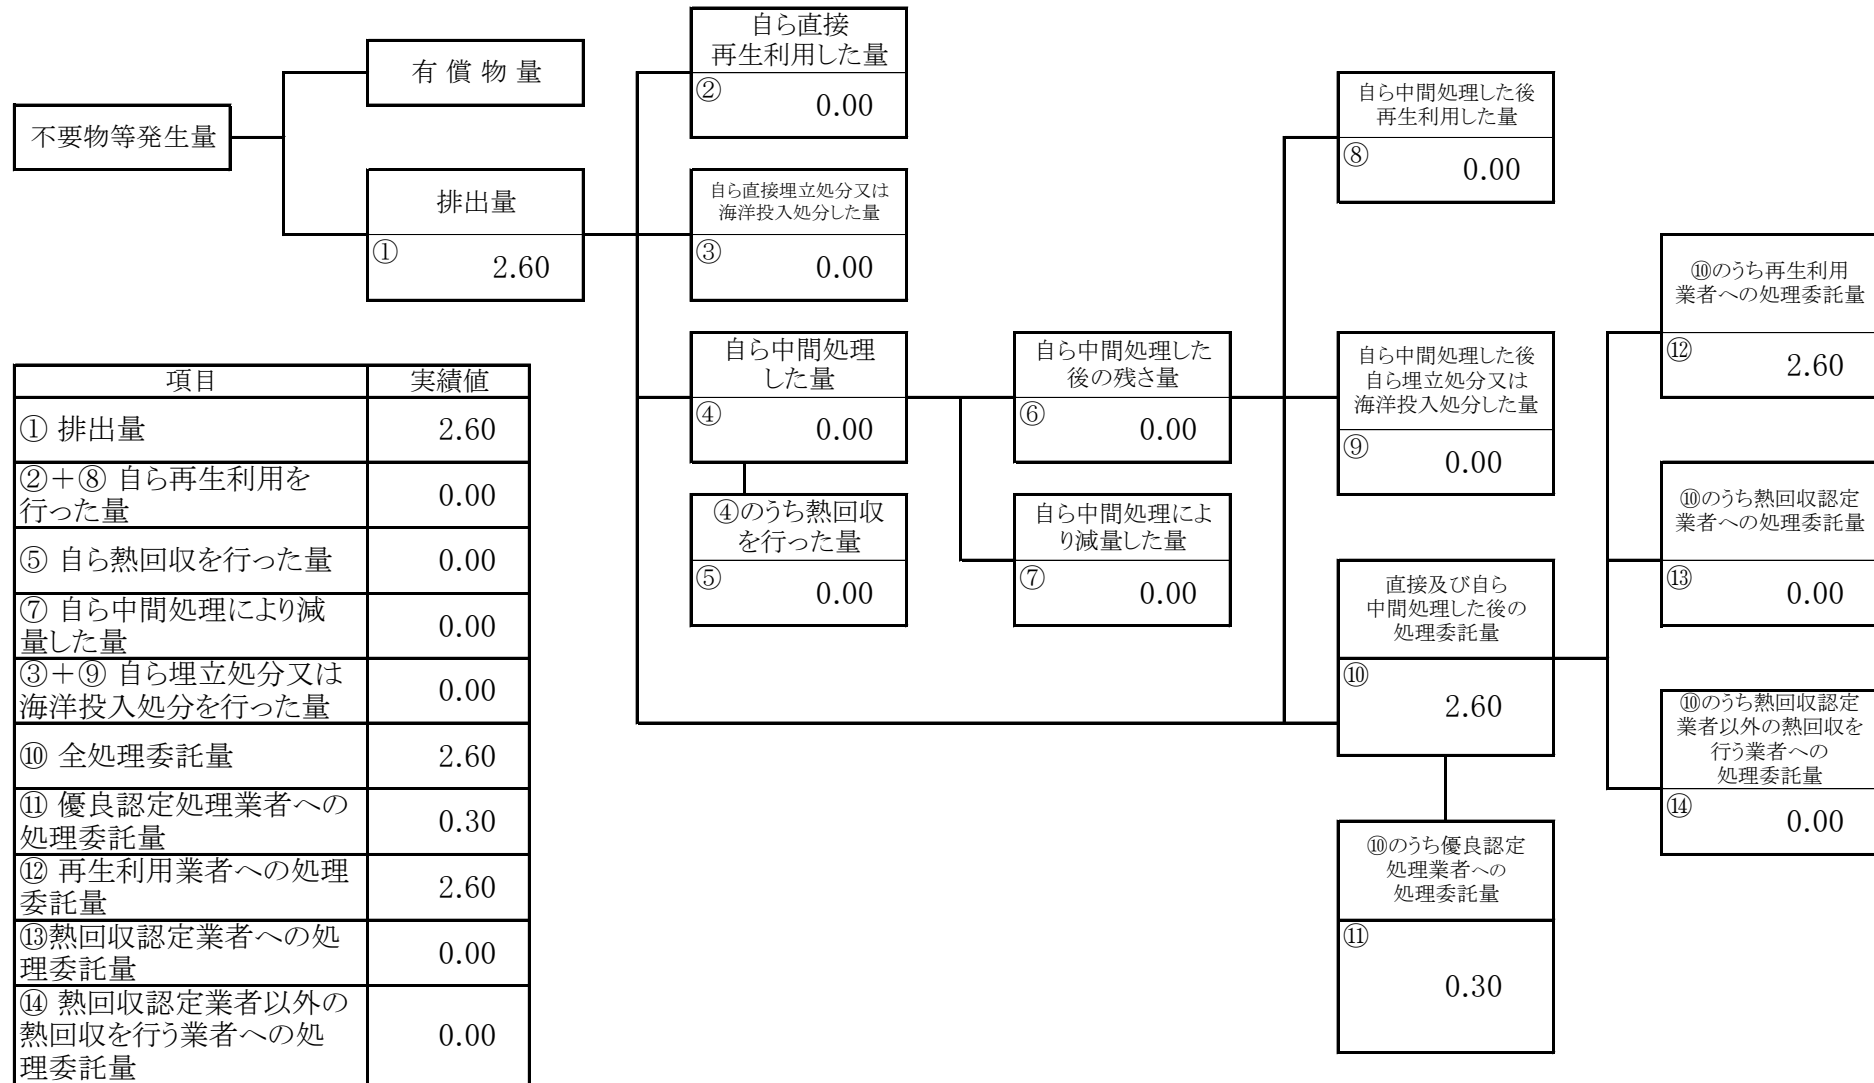 不要物等発生量
有 償 物 量
排出量
① 2.60
自ら直接
再生利用した量
② 0.00
自ら直接埋立処分又は
海洋投入処分した量
③ 0.00
自ら中間処理
した量
④ 0.00
④のうち熱回収
を行った量
⑤ 0.00
自ら中間処理した
後の残さ量
⑥ 0.00
自ら中間処理によ
り減量した量
⑦ 0.00
自ら中間処理した後
再生利用した量
⑧ 0.00
自ら中間処理した後
自ら埋立処分又は
海洋投入処分した量
⑨ 0.00
直接及び自ら
中間処理した後の
処理委託量
⑩
2.60
⑩のうち優良認定
処理業者への
処理委託量
⑪
0.30
⑩のうち再生利用
業者への処理委託量
⑫ 2.60
⑩のうち熱回収認定
業者への処理委託量
⑬ 0.00
⑩のうち熱回収認定
業者以外の熱回収を
行う業者への
処理委託量
⑭ 0.00
項目 実績値
① 排出量 2.60
②＋⑧ 自ら再生利用を
行った量 0.00
⑤ 自ら熱回収を行った量 0.00
⑦ 自ら中間処理により減
量した量 0.00
③＋⑨ 自ら埋立処分又は
海洋投入処分を行った量 0.00
⑩ 全処理委託量 2.60
⑪ 優良認定処理業者への
処理委託量 0.30
⑫ 再生利用業者への処理
委託量 2.60
⑬熱回収認定業者への処
理委託量 0.00
⑭ 熱回収認定業者以外の
熱回収を行う業者への処 0.00
理委託量